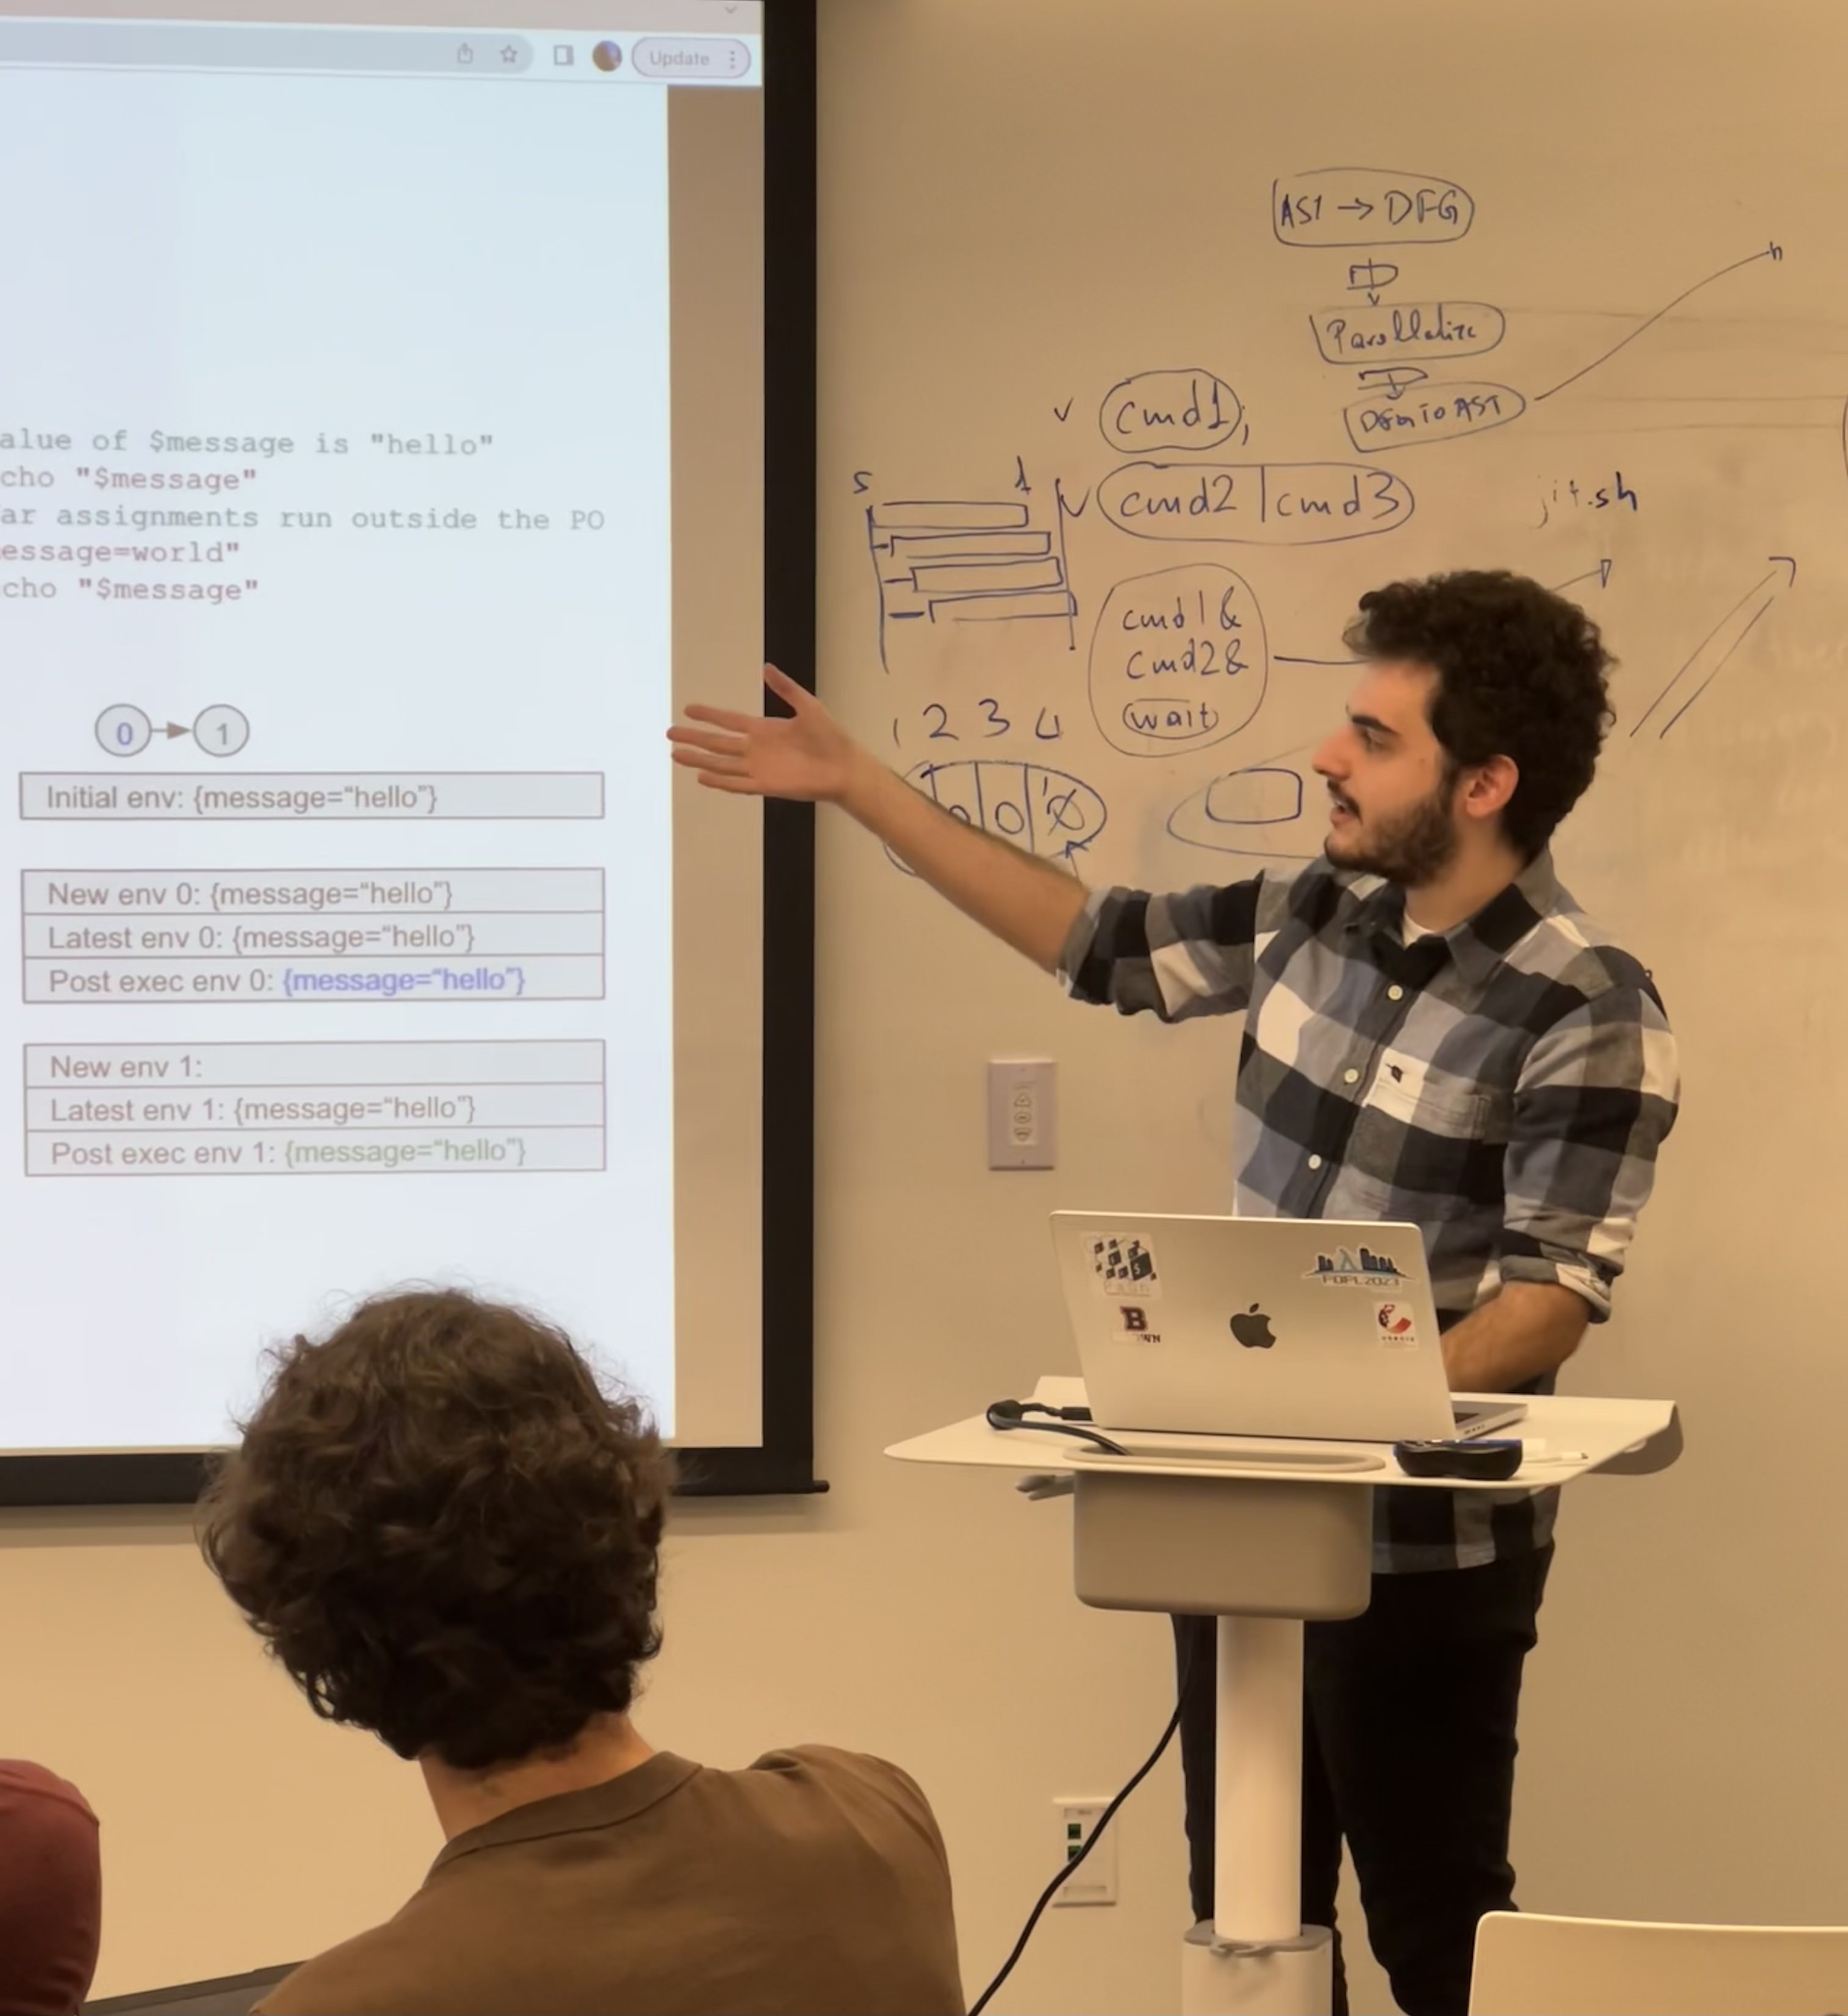 Update
alue of $message is "hello"
cho "$message"
ar assignments run outside the PO
essage=world"
cho "$message"
0
1
Initial env: {message="hello"}
New env 0: {message="hello"}
Latest env 0: {message="hello"}
Post exec env 0: {message="hello"}
New env 1:
Latest env 1: {message="hello"}
Post exec env 1: {message="hello"}
AST → DFG
Parallelize
DFG TO AST
cmd1;
cmd2 | cmd3
jit.sh
S
cmd1 &
cmd2 &
wait
1 2 3 4
0 0
POPL2023
B